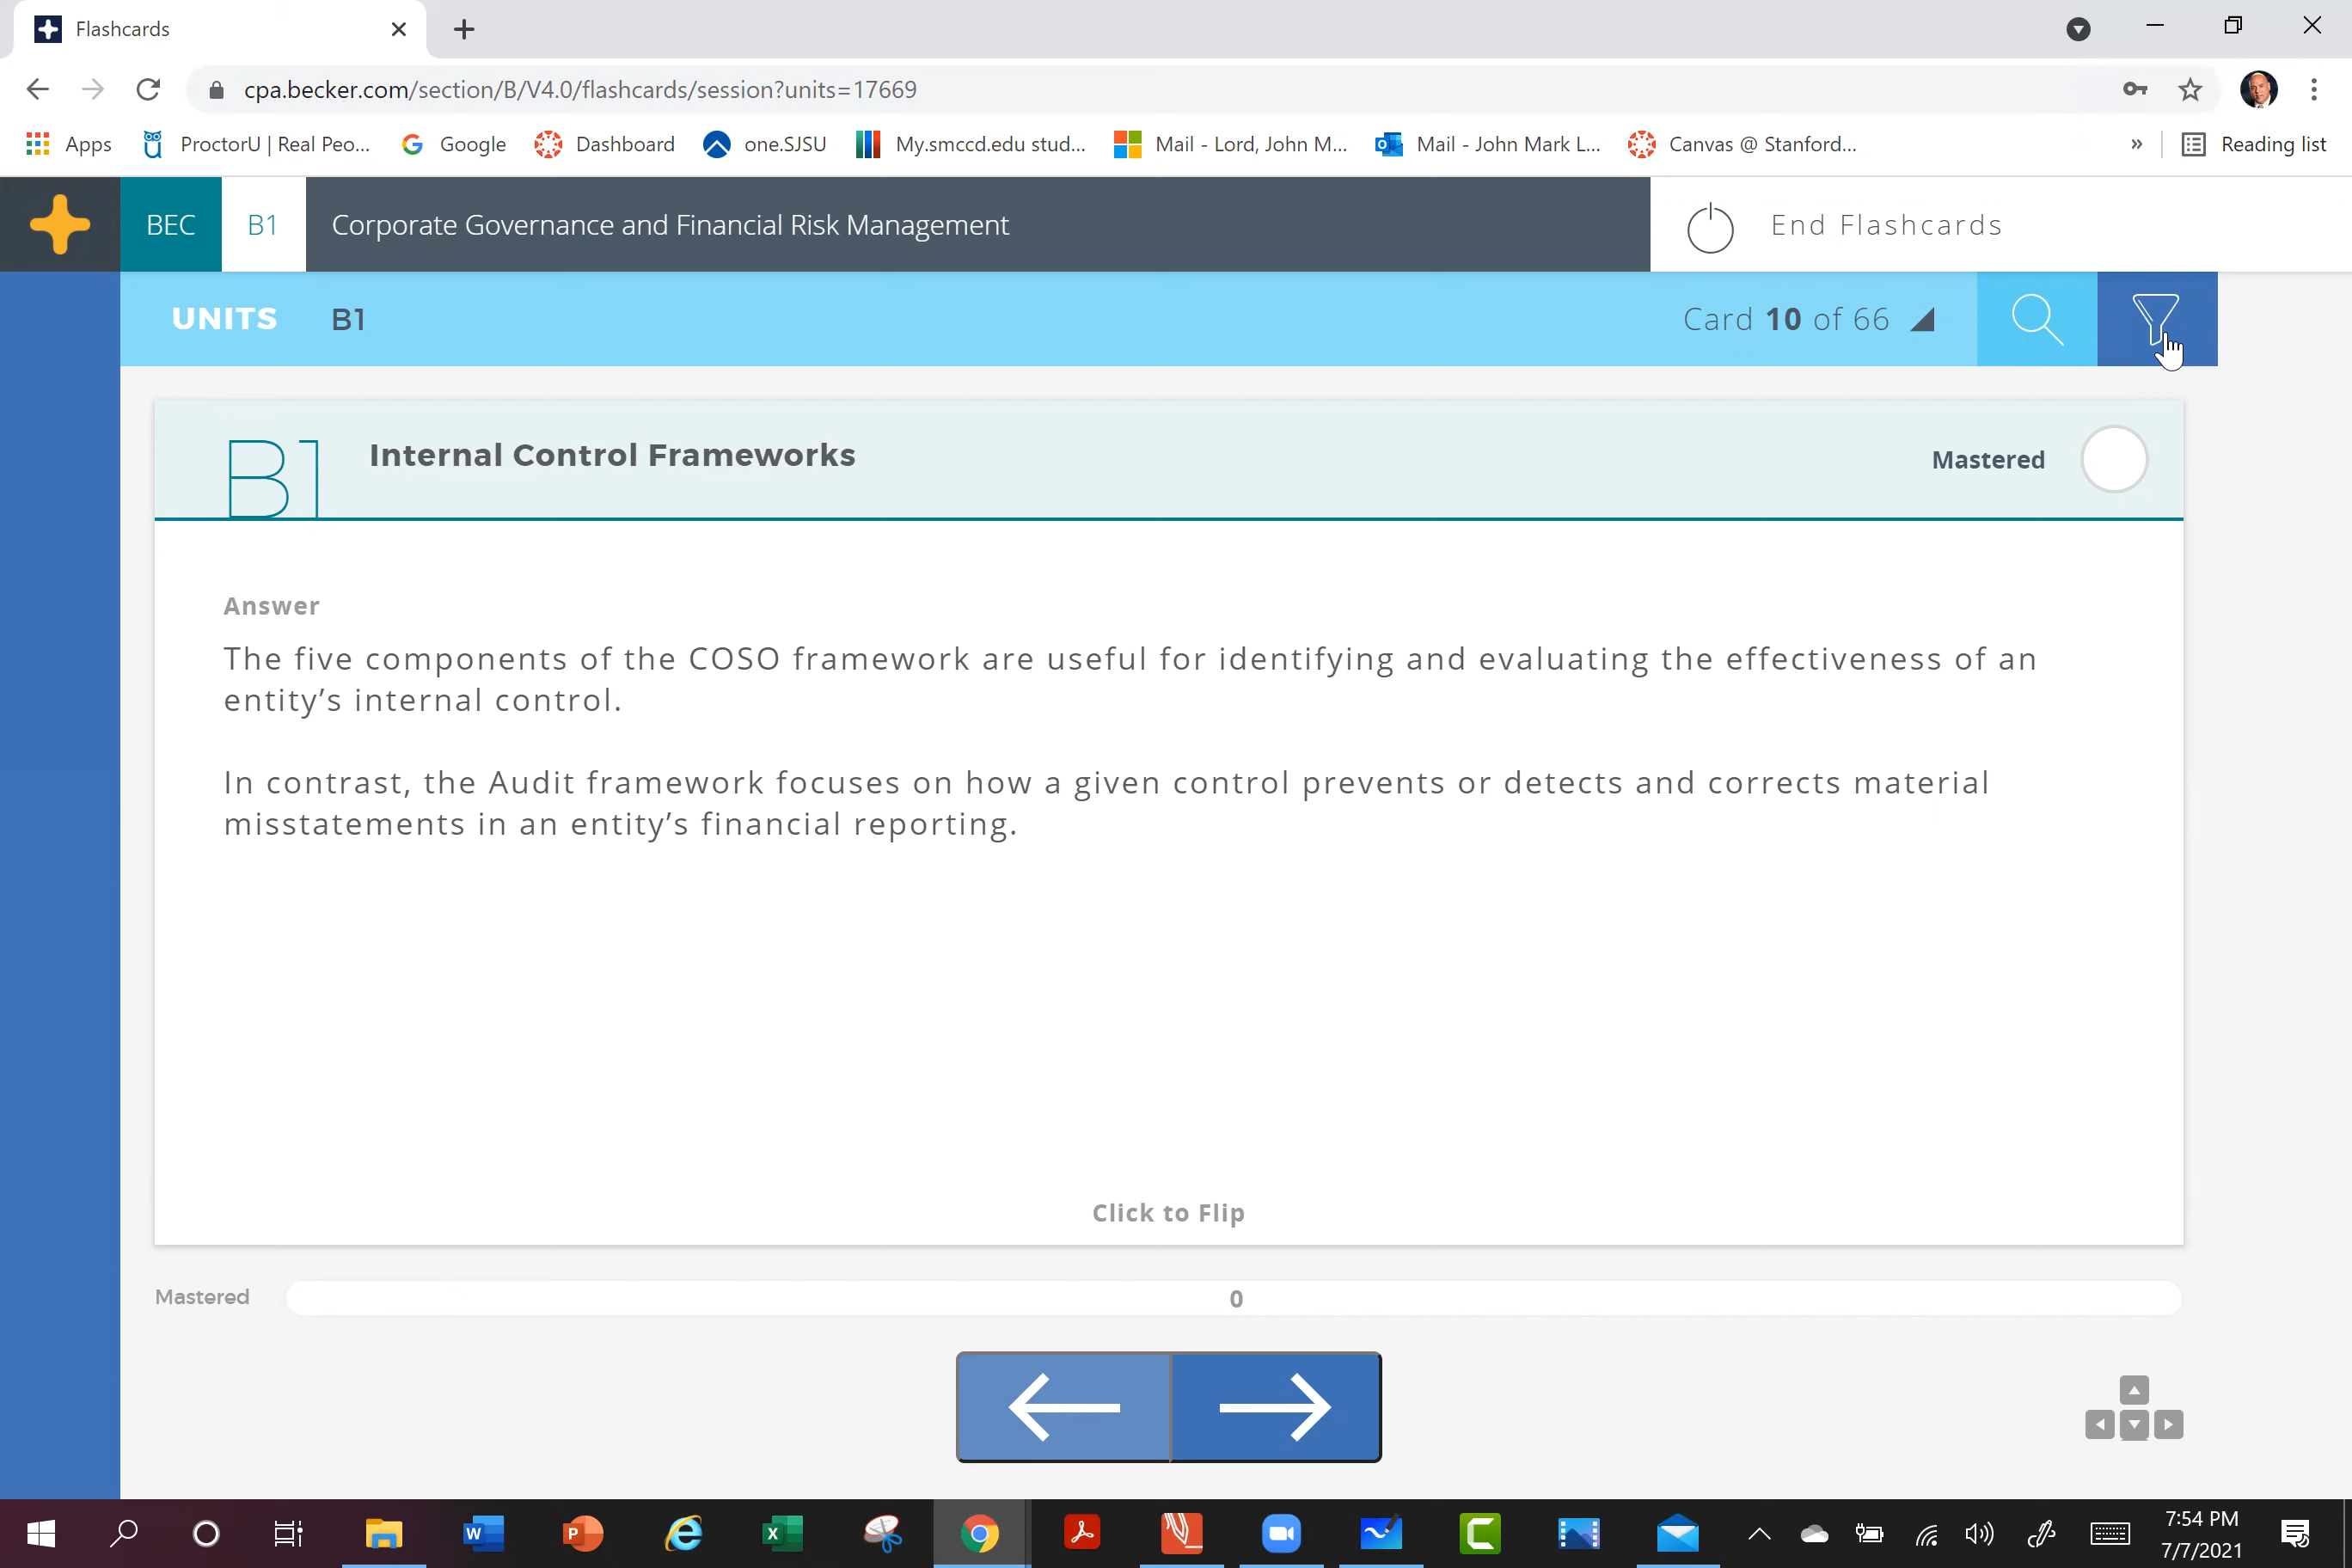 Flashcards
cpa.becker.com/section/B/V4.0/flashcards/session?units=17669
Apps
ProctorU | Real Peo...
Google
Dashboard
one.SJSU
My.smccd.edu stud...
Mail - Lord, John M...
Mail - John Mark L...
Canvas @ Stanford...
»
Reading list
BEC
B1
Corporate Governance and Financial Risk Management
End Flashcards
UNITS
B1
Card 10 of 66
B1
Internal Control Frameworks
Mastered
Answer
The five components of the COSO framework are useful for identifying and evaluating the effectiveness of an
entity’s internal control.
In contrast, the Audit framework focuses on how a given control prevents or detects and corrects material
misstatements in an entity’s financial reporting.
Click to Flip
Mastered
0
7:54 PM
7/7/2021